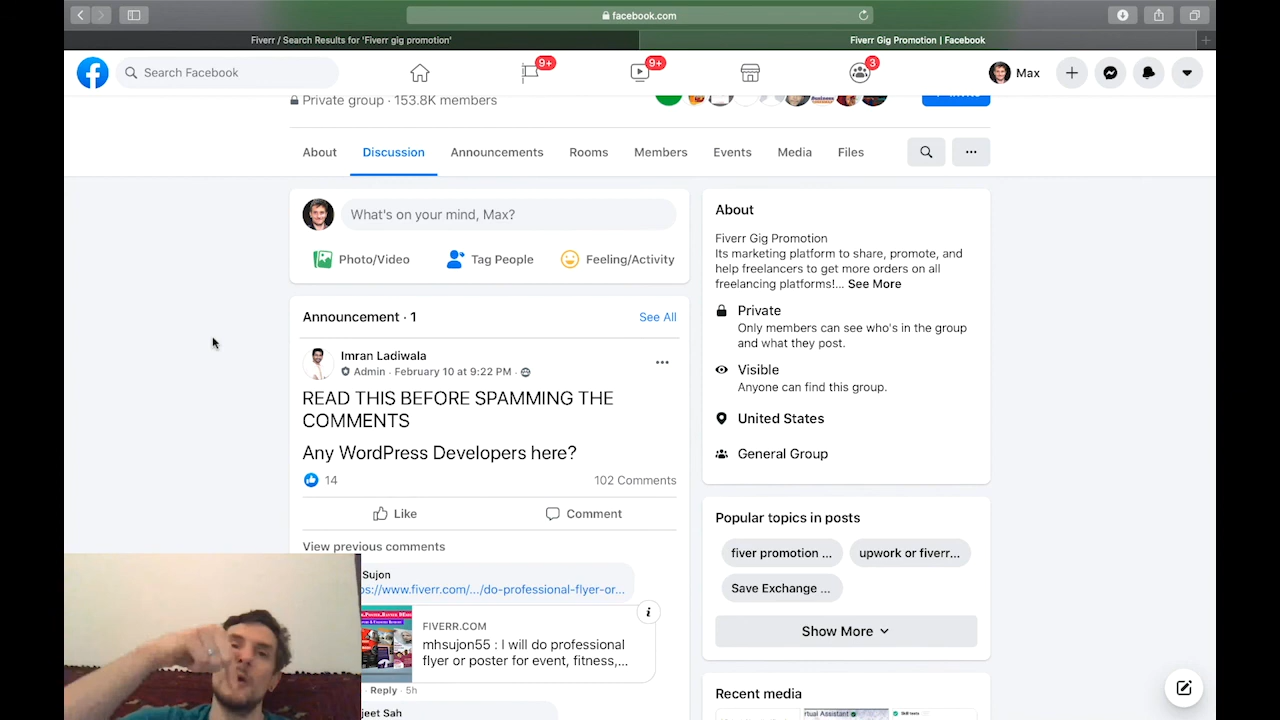 facebook.com
Fiverr / Search Results for 'Fiverr gig promotion'
Fiverr Gig Promotion | Facebook
Search Facebook
9+
9+
3
Max
Private group · 153.8K members
About
Discussion
Announcements
Rooms
Members
Events
Media
Files
What's on your mind, Max?
Photo/Video
Tag People
Feeling/Activity
Announcement · 1
See All
Imran Ladiwala
Admin · February 10 at 9:22 PM ·
READ THIS BEFORE SPAMMING THE
COMMENTS
Any WordPress Developers here?
14
102 Comments
Like
Comment
View previous comments
Sujon
ps://www.fiverr.com/.../do-professional-flyer-or...
FIVERR.COM
mhsujon55 : I will do professional
flyer or poster for event, fitness,...
· Reply · 5h
jeet Sah
About
Fiverr Gig Promotion
Its marketing platform to share, promote, and
help freelancers to get more orders on all
freelancing platforms!... See More
Private
Only members can see who's in the group
and what they post.
Visible
Anyone can find this group.
United States
General Group
Popular topics in posts
fiver promotion ...
upwork or fiverr...
Save Exchange ...
Show More
Recent media
rtual Assistant